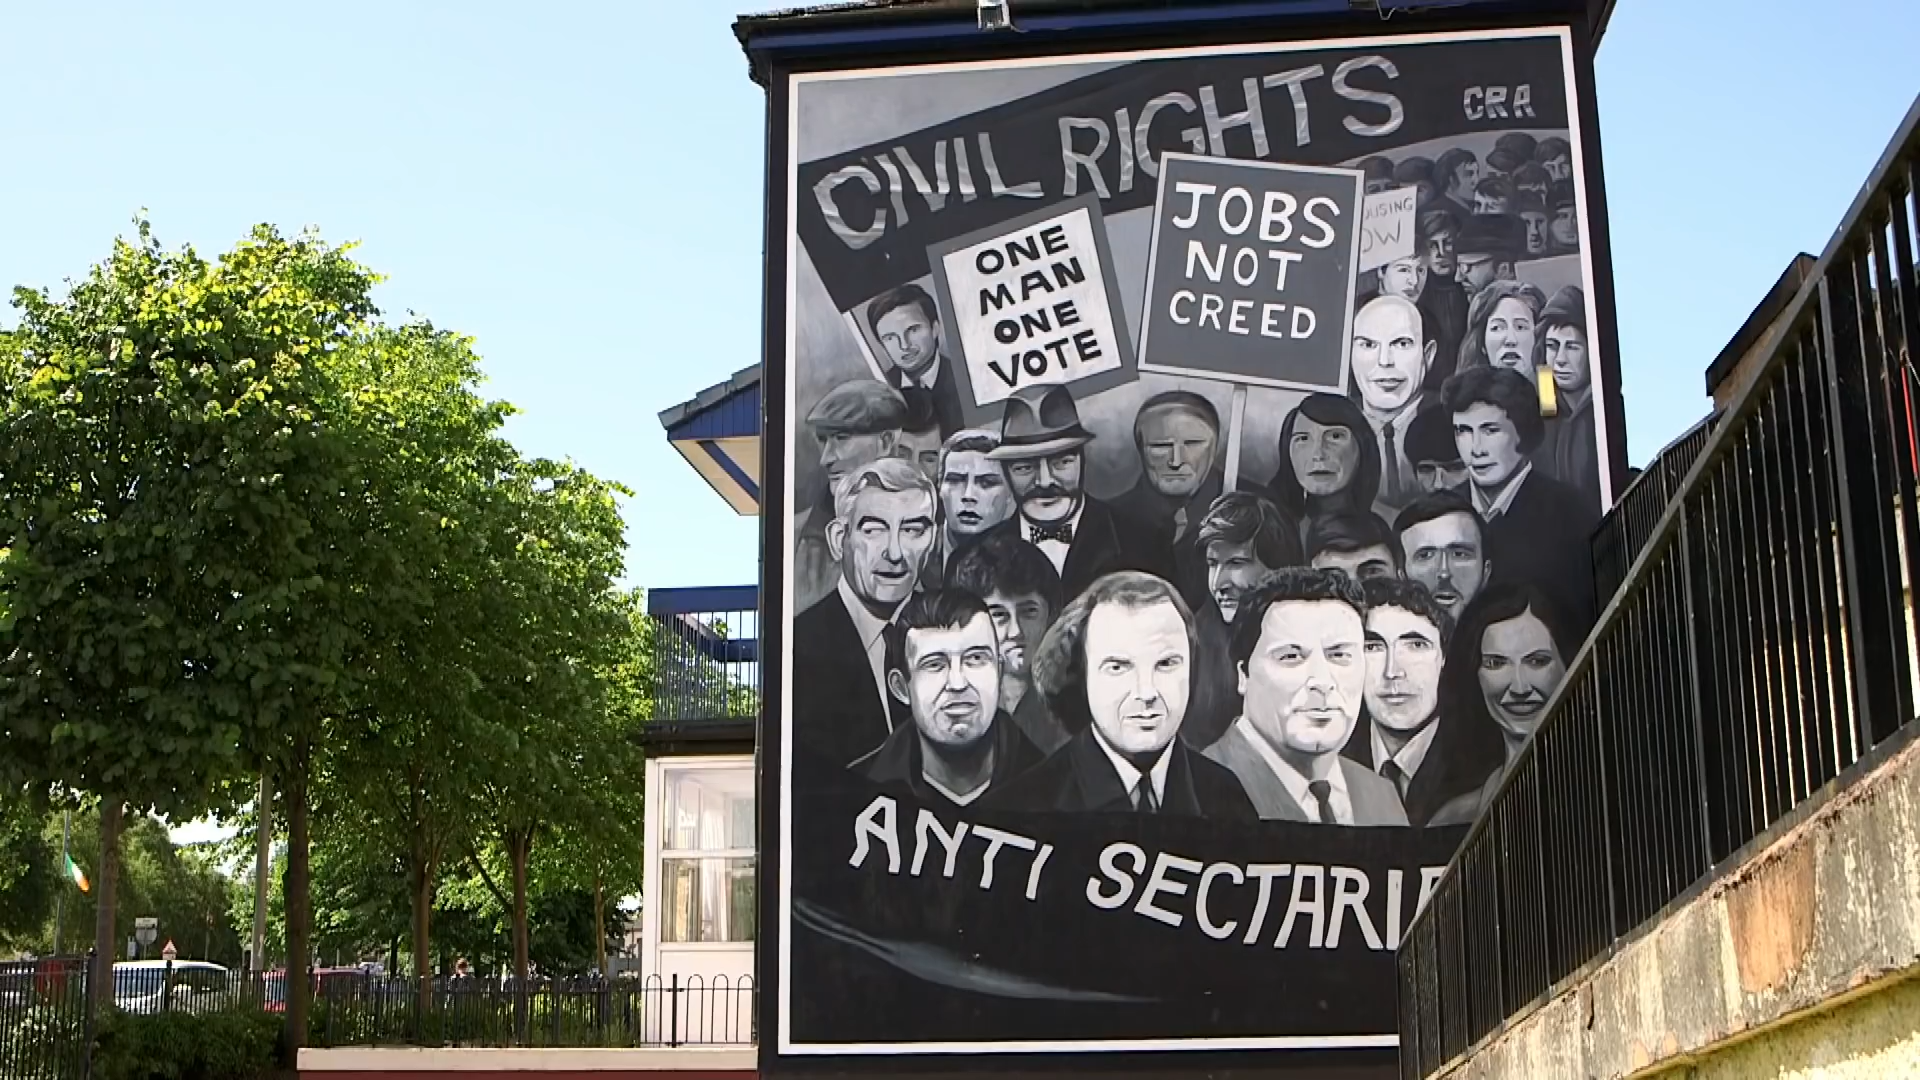 CIVIL RIGHTS
CRA
JOBS
NOT
CREED
ONE
MAN
ONE
VOTE
ANTI SECTARI